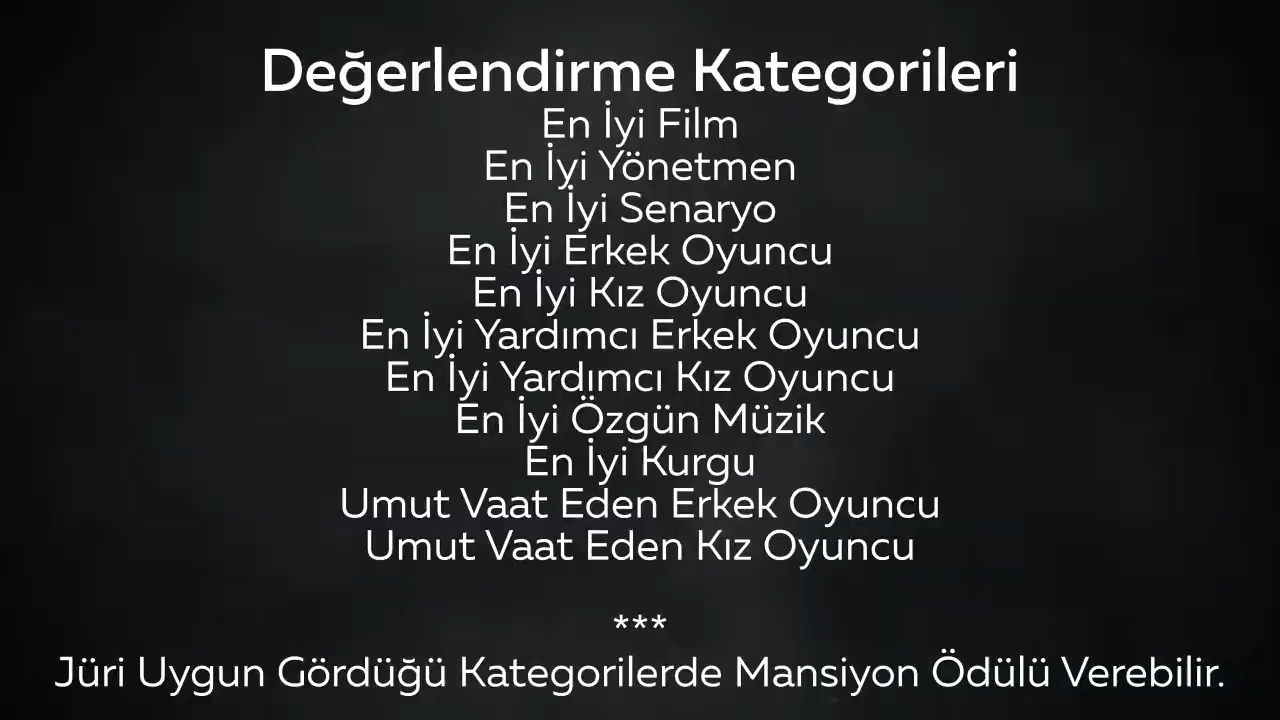 Değerlendirme Kategorileri
En İyi Film
En İyi Yönetmen
En İyi Senaryo
En İyi Erkek Oyuncu
En İyi Kız Oyuncu
En İyi Yardımcı Erkek Oyuncu
En İyi Yardımcı Kız Oyuncu
En İyi Özgün Müzik
En İyi Kurgu
Umut Vaat Eden Erkek Oyuncu
Umut Vaat Eden Kız Oyuncu
***
Jüri Uygun Gördüğü Kategorilerde Mansiyon Ödülü Verebilir.